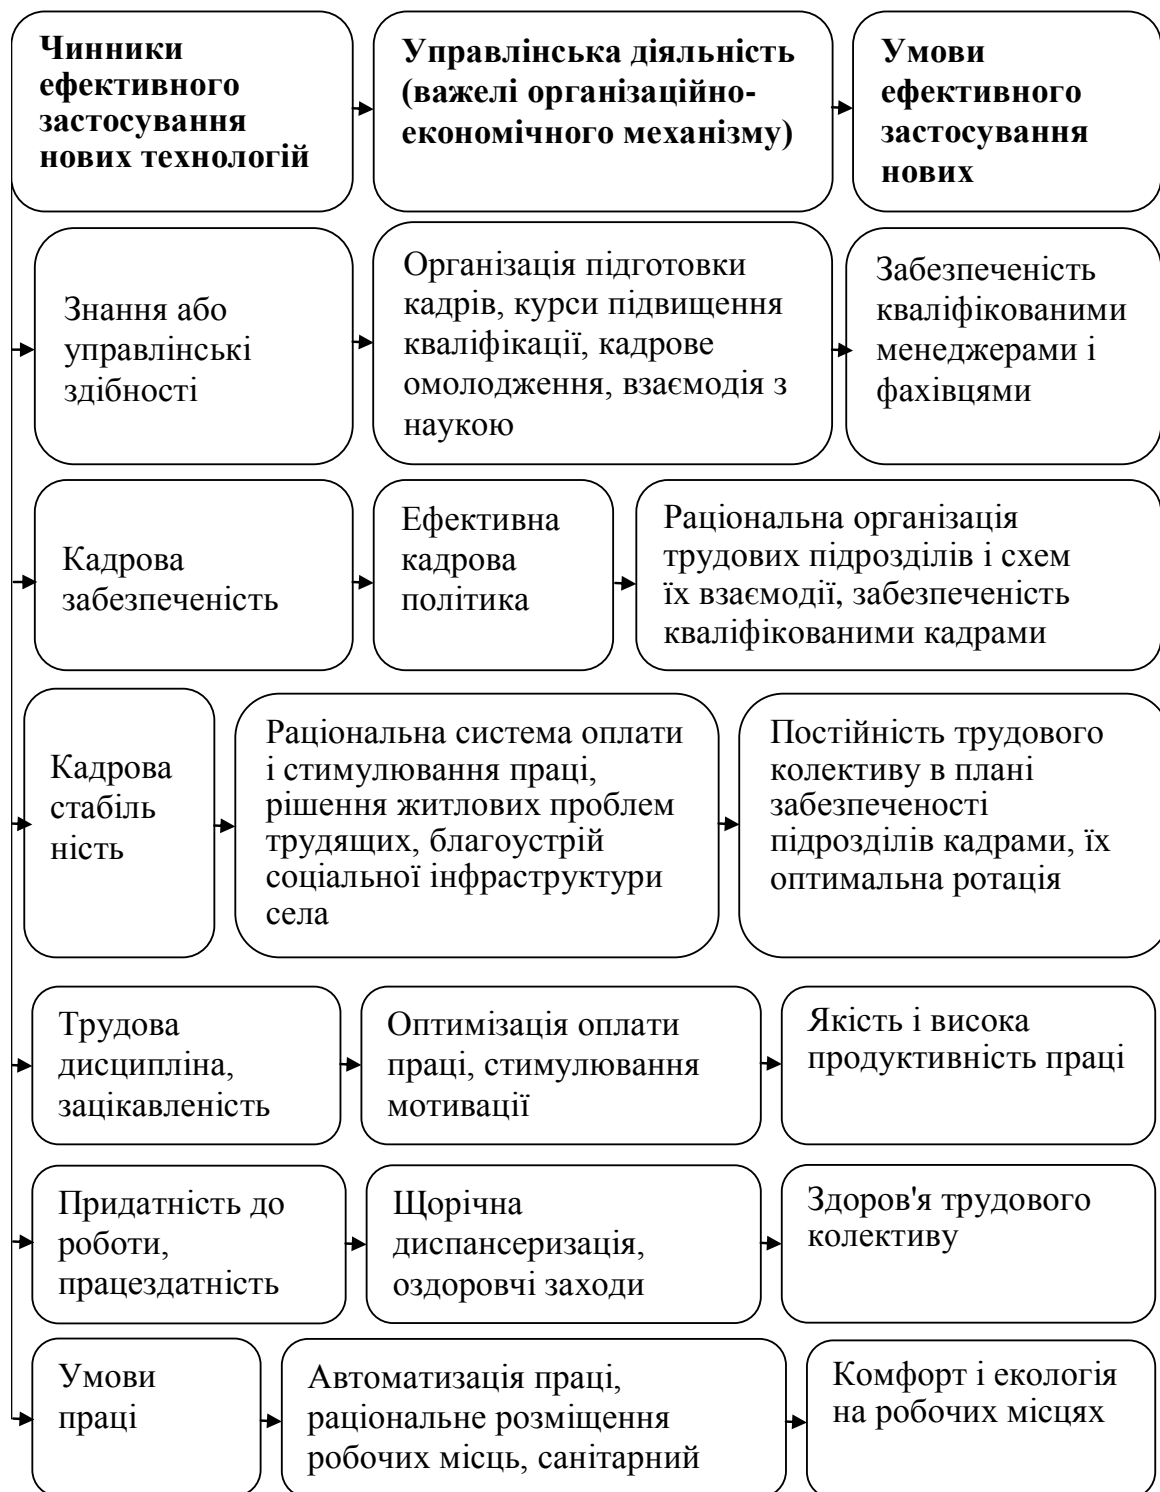 Чинники
ефективного
застосування
нових технологій
Управлінська діяльність
(важелі організаційно-
економічного механізму)
Умови
ефективного
застосування
нових
Знання або
управлінські
здібності
Організація підготовки
кадрів, курси підвищення
кваліфікації, кадрове
омолодження, взаємодія з
наукою
Забезпеченість
кваліфікованими
менеджерами і
фахівцями
Кадрова
забезпеченість
Ефективна
кадрова
політика
Раціональна організація
трудових підрозділів і схем
їх взаємодії, забезпеченість
кваліфікованими кадрами
Кадрова
стабіль
ність
Раціональна система оплати
і стимулювання праці,
рішення житлових проблем
трудящих, благоустрій
соціальної інфраструктури
села
Постійність трудового
колективу в плані
забезпеченості
підрозділів кадрами, їх
оптимальна ротація
Трудова
дисципліна,
зацікавленість
Оптимізація оплати
праці, стимулювання
мотивації
Якість і висока
продуктивність праці
Придатність до
роботи,
працездатність
Щорічна
диспансеризація,
оздоровчі заходи
Здоров'я трудового
колективу
Умови
праці
Автоматизація праці,
раціональне розміщення
робочих місць, санітарний
Комфорт і екологія
на робочих місцях